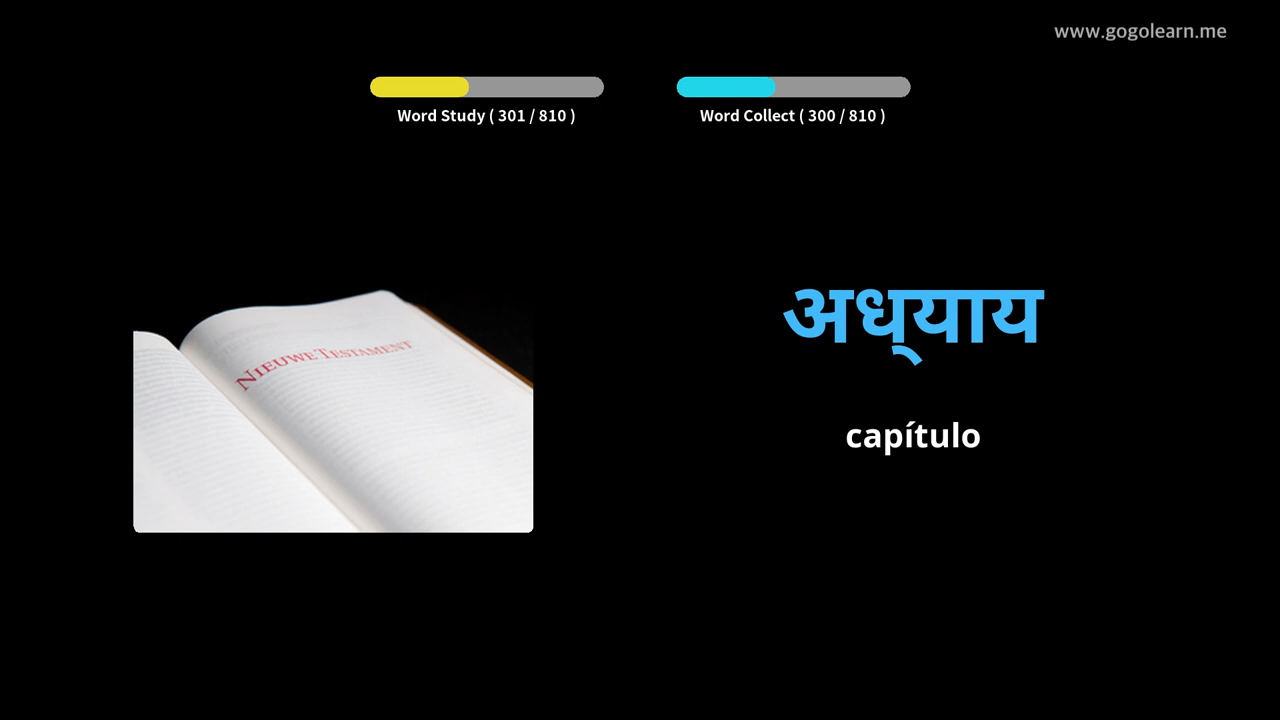 www.gogolearn.me
Word Study ( 301 / 810 )
Word Collect ( 300 / 810 )
NIEUWE TESTAMENT
अध्याय
capítulo